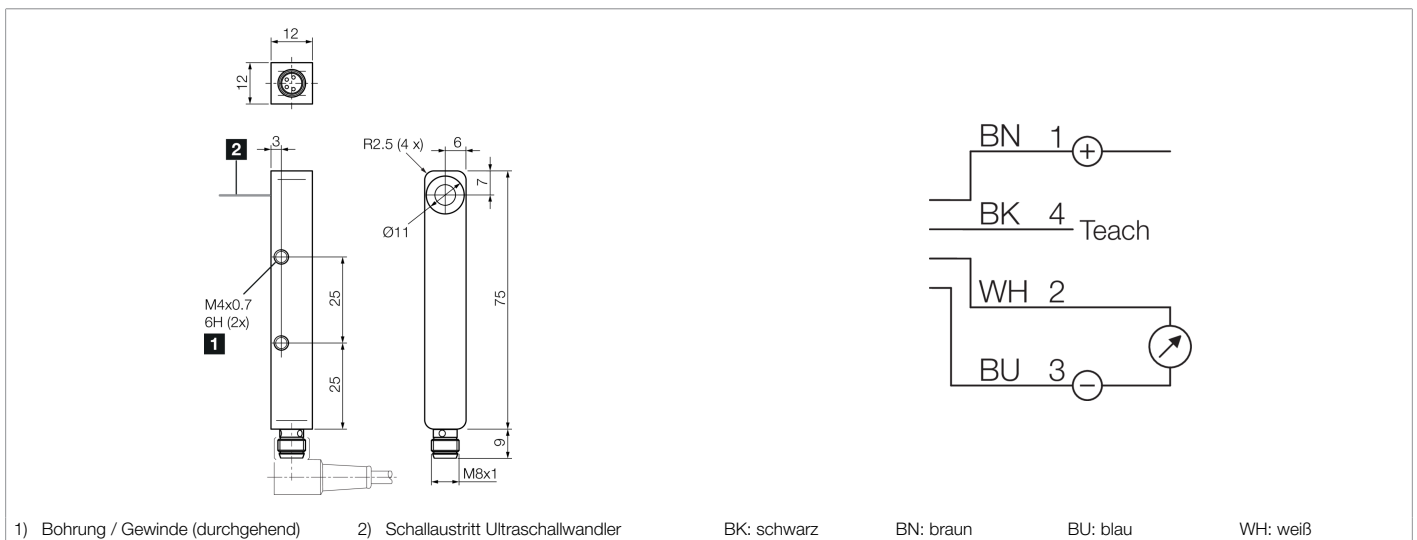 12
12
2
3
R2.5 (4 x)
6
7
Ø11
M4x0.7
6H (2x)
1
25
25
75
9
M8x1
BN 1 +
BK 4 Teach
WH 2
BU 3 −
1) Bohrung / Gewinde (durchgehend) 2) Schallaustritt Ultraschallwandler BK: schwarz BN: braun BU: blau WH: weiß